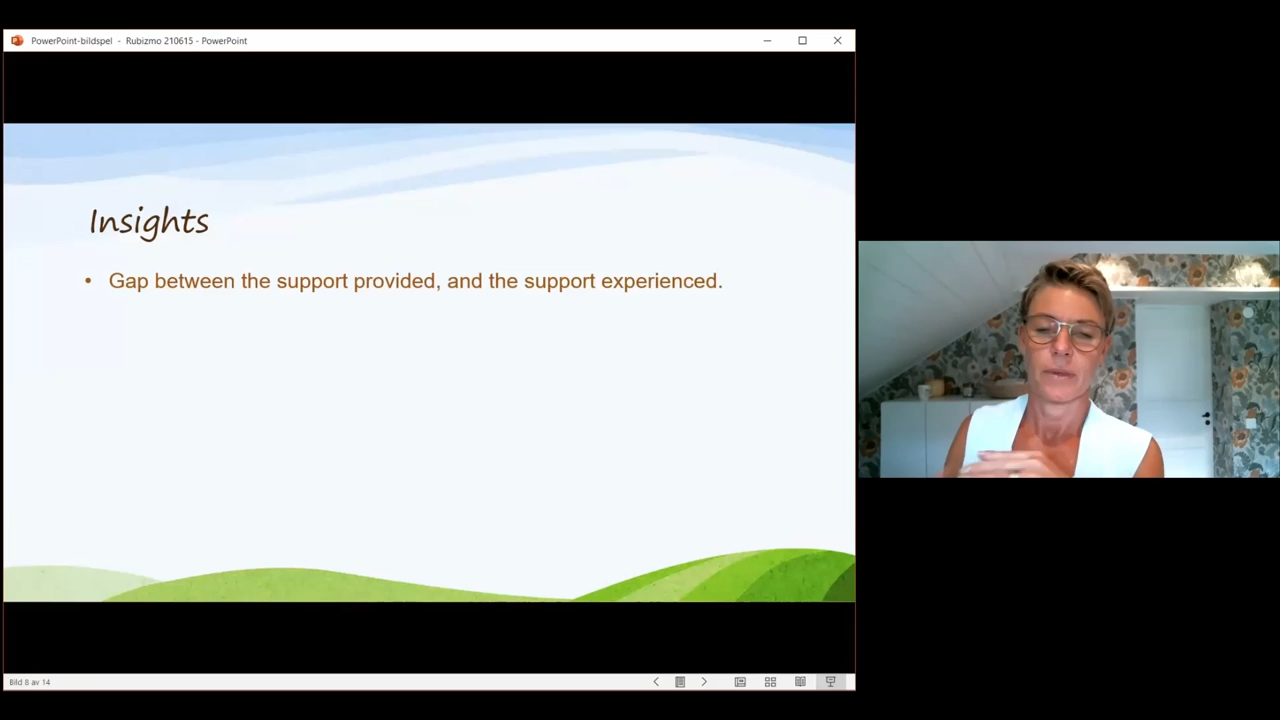 PowerPoint-bildspel - Rubizmo 210615 - PowerPoint
Insights
• Gap between the support provided, and the support experienced.
Bild 8 av 14